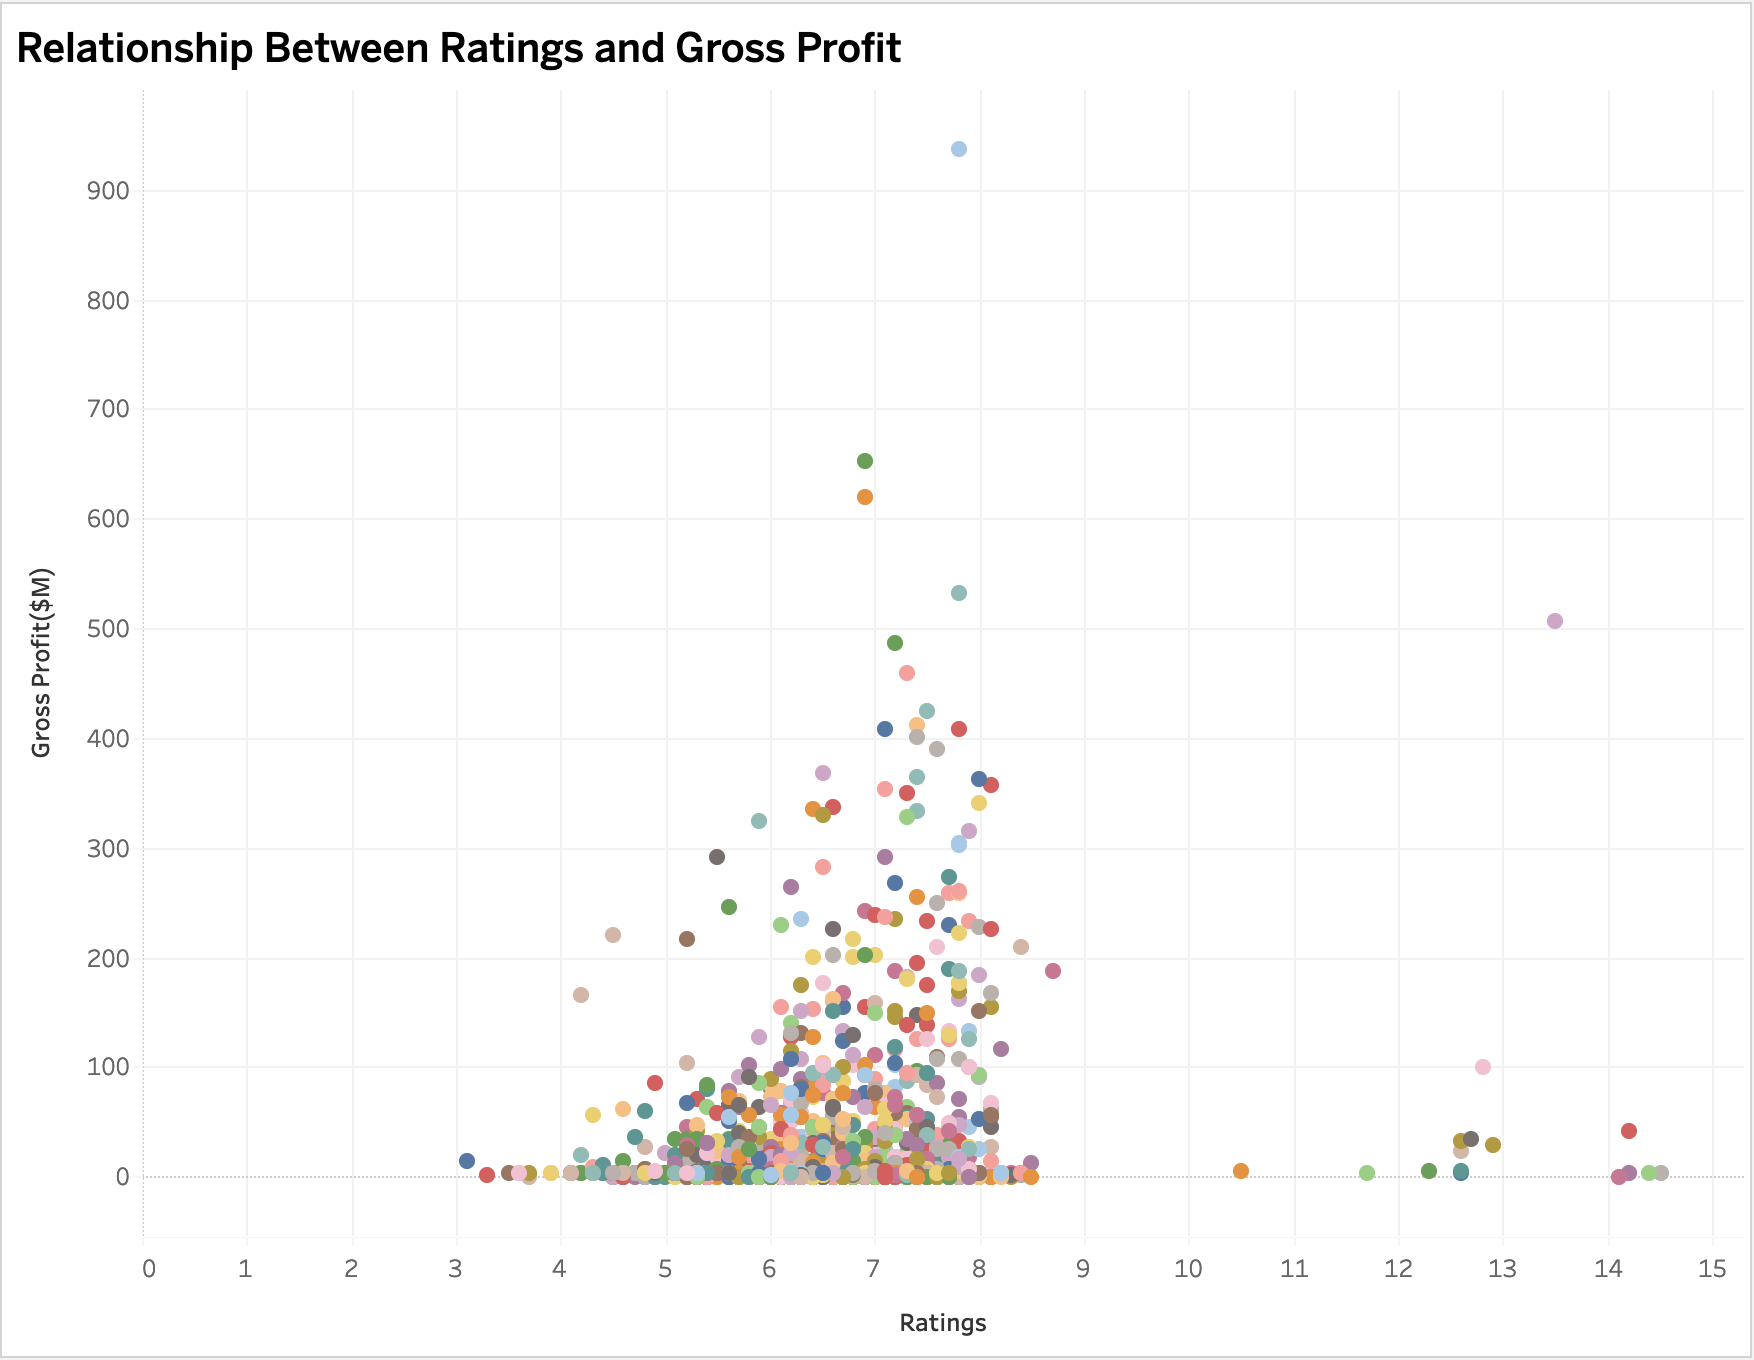 Relationship Between Ratings and Gross Profit
900
800
700
600
500
400
300
200
100
0
Gross Profit($M)
0 1 2 3 4 5 6 7 8 9 10 11 12 13 14 15
Ratings